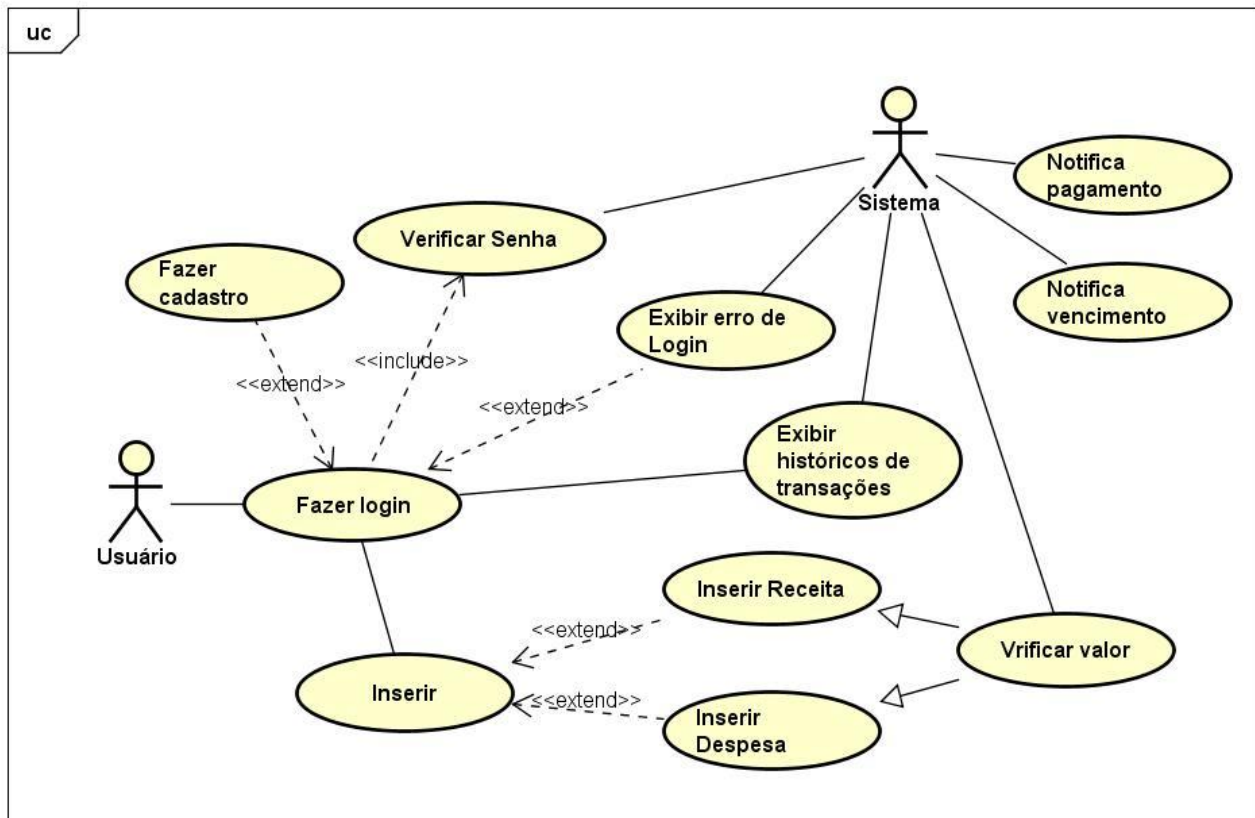 uc
Sistema
Notifica
pagamento
Verificar Senha
Fazer
cadastro
Notifica
vencimento
Exibir erro de
Login
<<include>>
<<extend>>
<<extend>>
Exibir
históricos de
transações
Fazer login
Usuário
Inserir Receita
<<extend>>
Vrificar valor
Inserir
<<extend>>
Inserir
Despesa